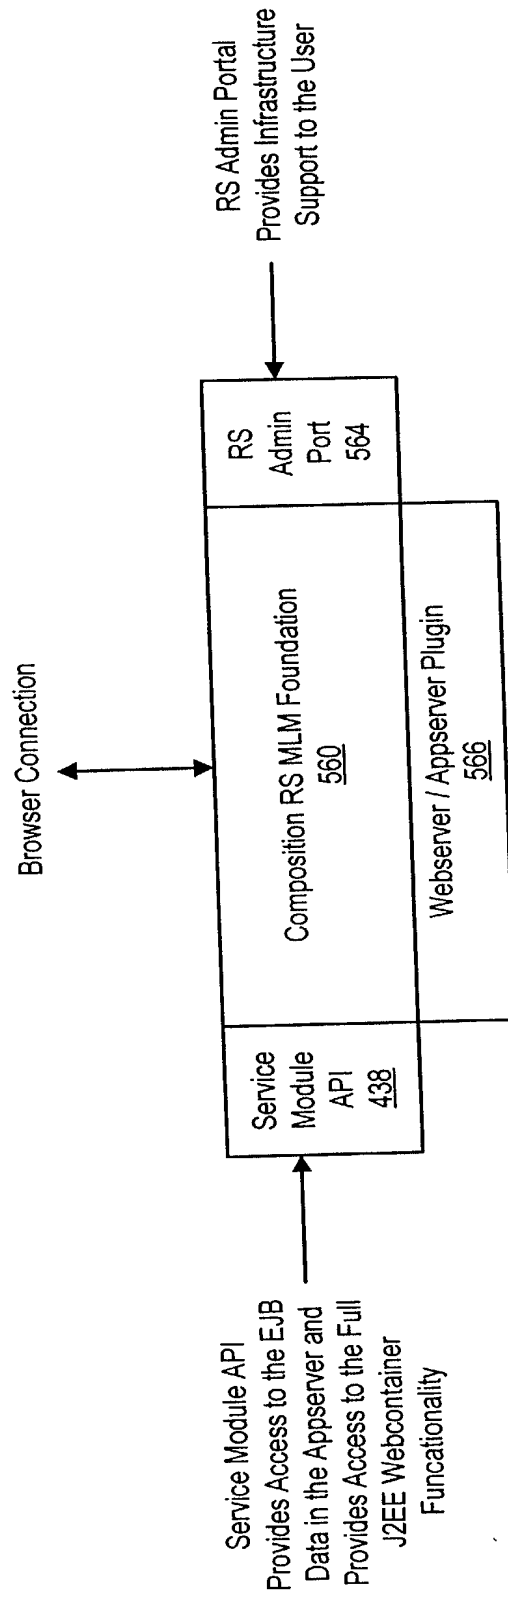 Browser Connection
Service Module API
Provides Access to the EJB
Data in the Appserver and
Provides Access to the Full
J2EE Webcontainer
Funcationality
Service
Module
API
438
Composition RS MLM Foundation
560
RS
Admin
Port
564
RS Admin Portal
Provides Infrastructure
Support to the User
Webserver / Appserver Plugin
566